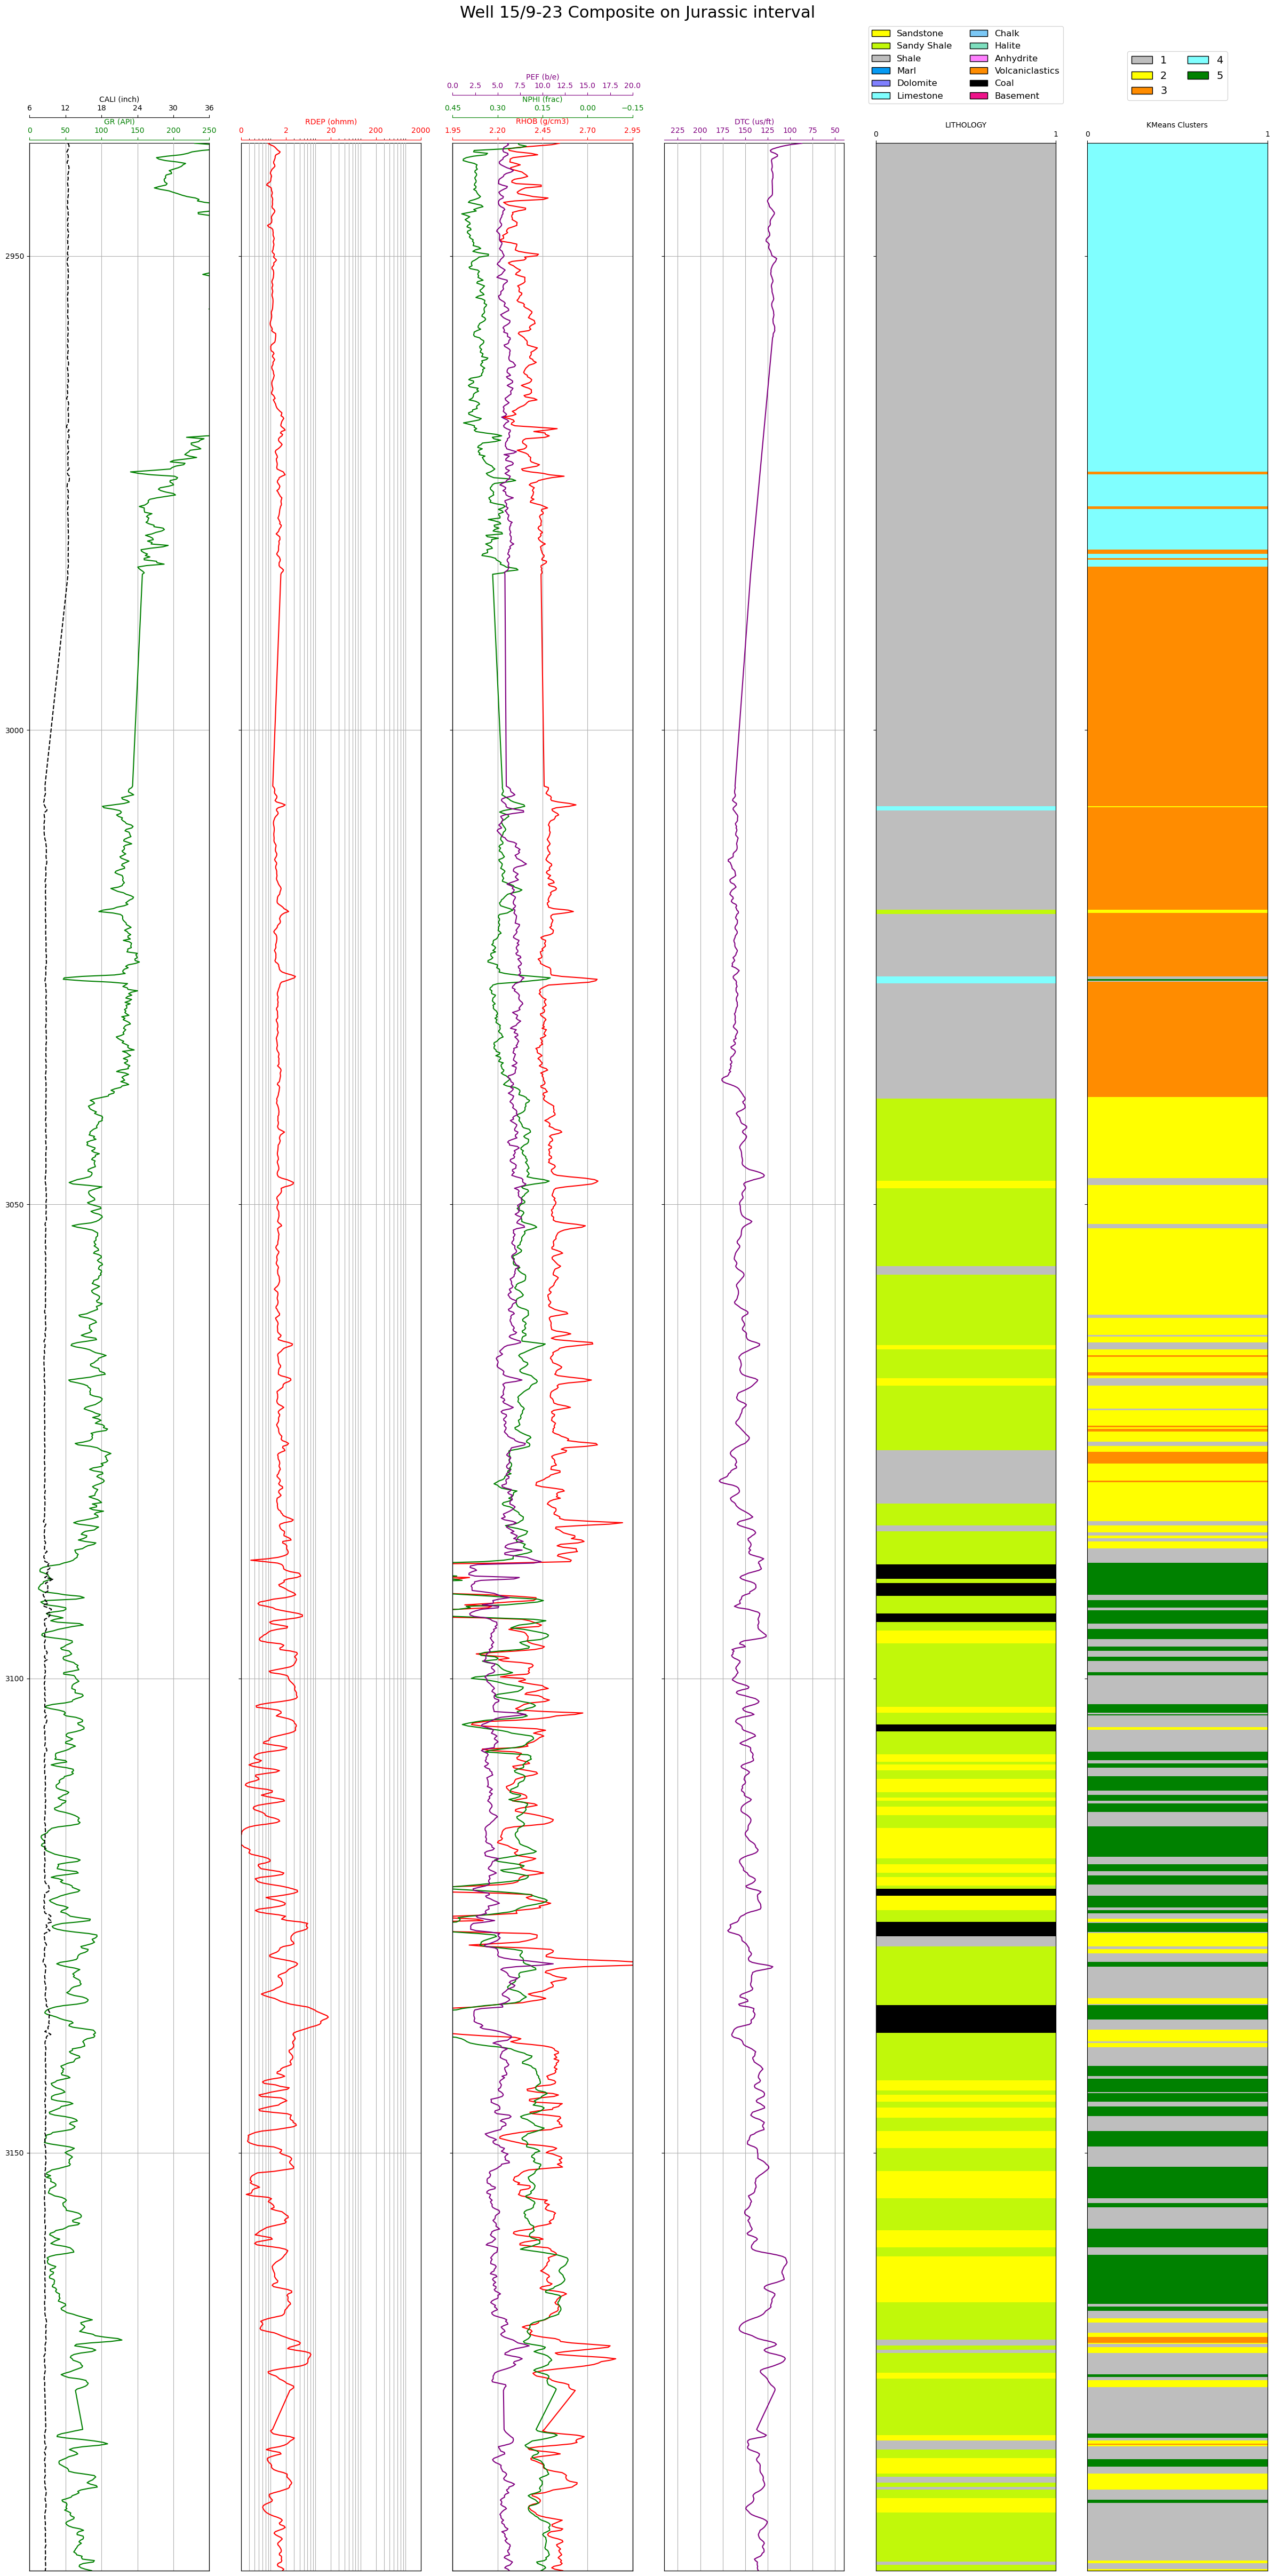 Well 15/9-23 Composite on Jurassic interval
Sandstone Chalk
Sandy Shale Halite
Shale Anhydrite
Marl Volcaniclastics
Dolomite Coal
Limestone Basement
1 4
2 5
3
PEF (b/e)
0.0 2.5 5.0 7.5 10.0 12.5 15.0 17.5 20.0
CALI (inch) NPHI (frac)
6 12 18 24 30 36 0.45 0.30 0.15 0.00 −0.15
GR (API) RDEP (ohmm) RHOB (g/cm3) DTC (us/ft) LITHOLOGY KMeans Clusters
0 50 100 150 200 250 0 2 20 200 2000 1.95 2.20 2.45 2.70 2.95 225 200 175 150 125 100 75 50 0 1 0 1
2950
3000
3050
3100
3150